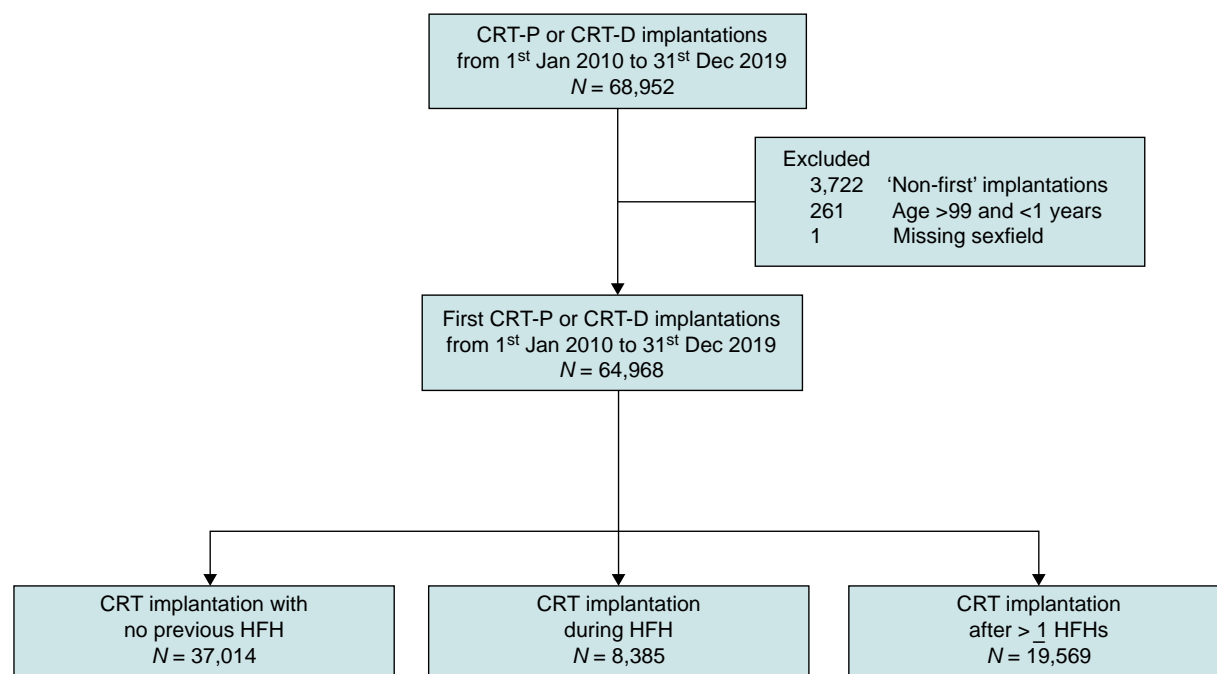 CRT-P or CRT-D implantations
from 1st Jan 2010 to 31st Dec 2019
N = 68,952
Excluded
3,722 ‘Non-first’ implantations
261 Age >99 and <1 years
1 Missing sexfield
First CRT-P or CRT-D implantations
from 1st Jan 2010 to 31st Dec 2019
N = 64,968
CRT implantation with
no previous HFH
N = 37,014
CRT implantation
during HFH
N = 8,385
CRT implantation
after > 1 HFHs
N = 19,569